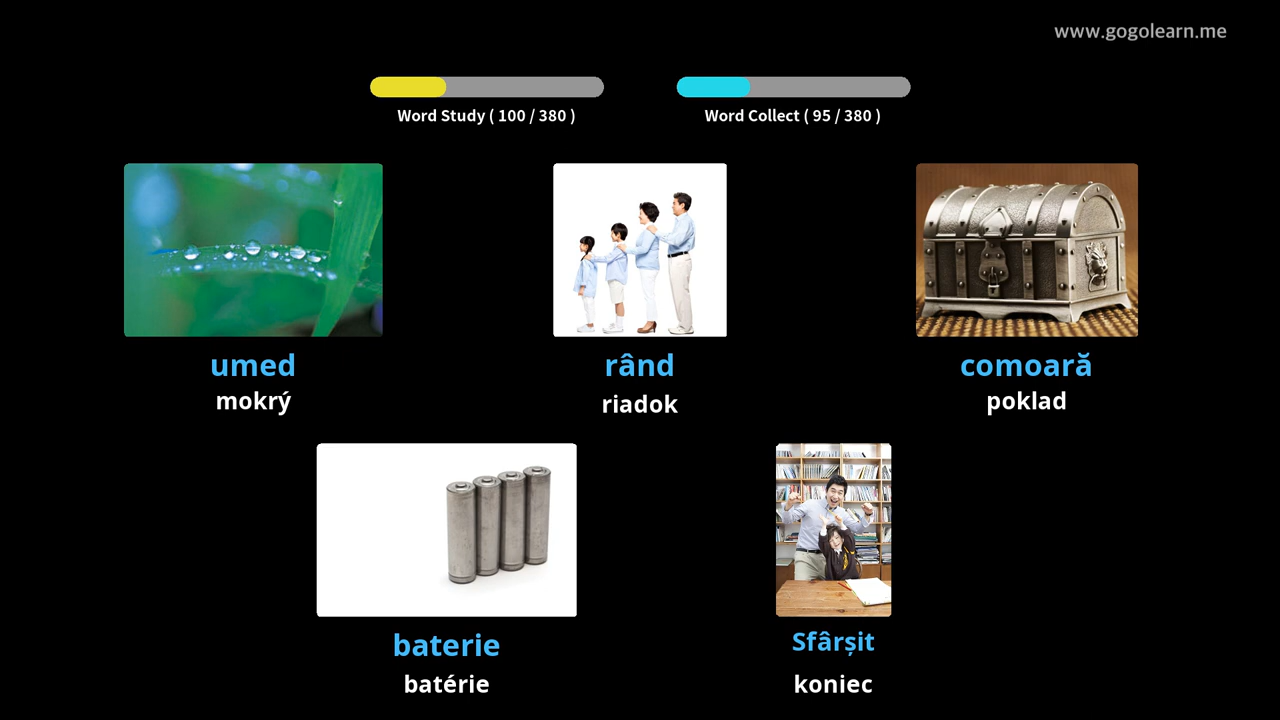 www.gogolearn.me
Word Study ( 100 / 380 )
Word Collect ( 95 / 380 )
umed
mokrý
rând
riadok
comoară
poklad
baterie
batérie
Sfârșit
koniec